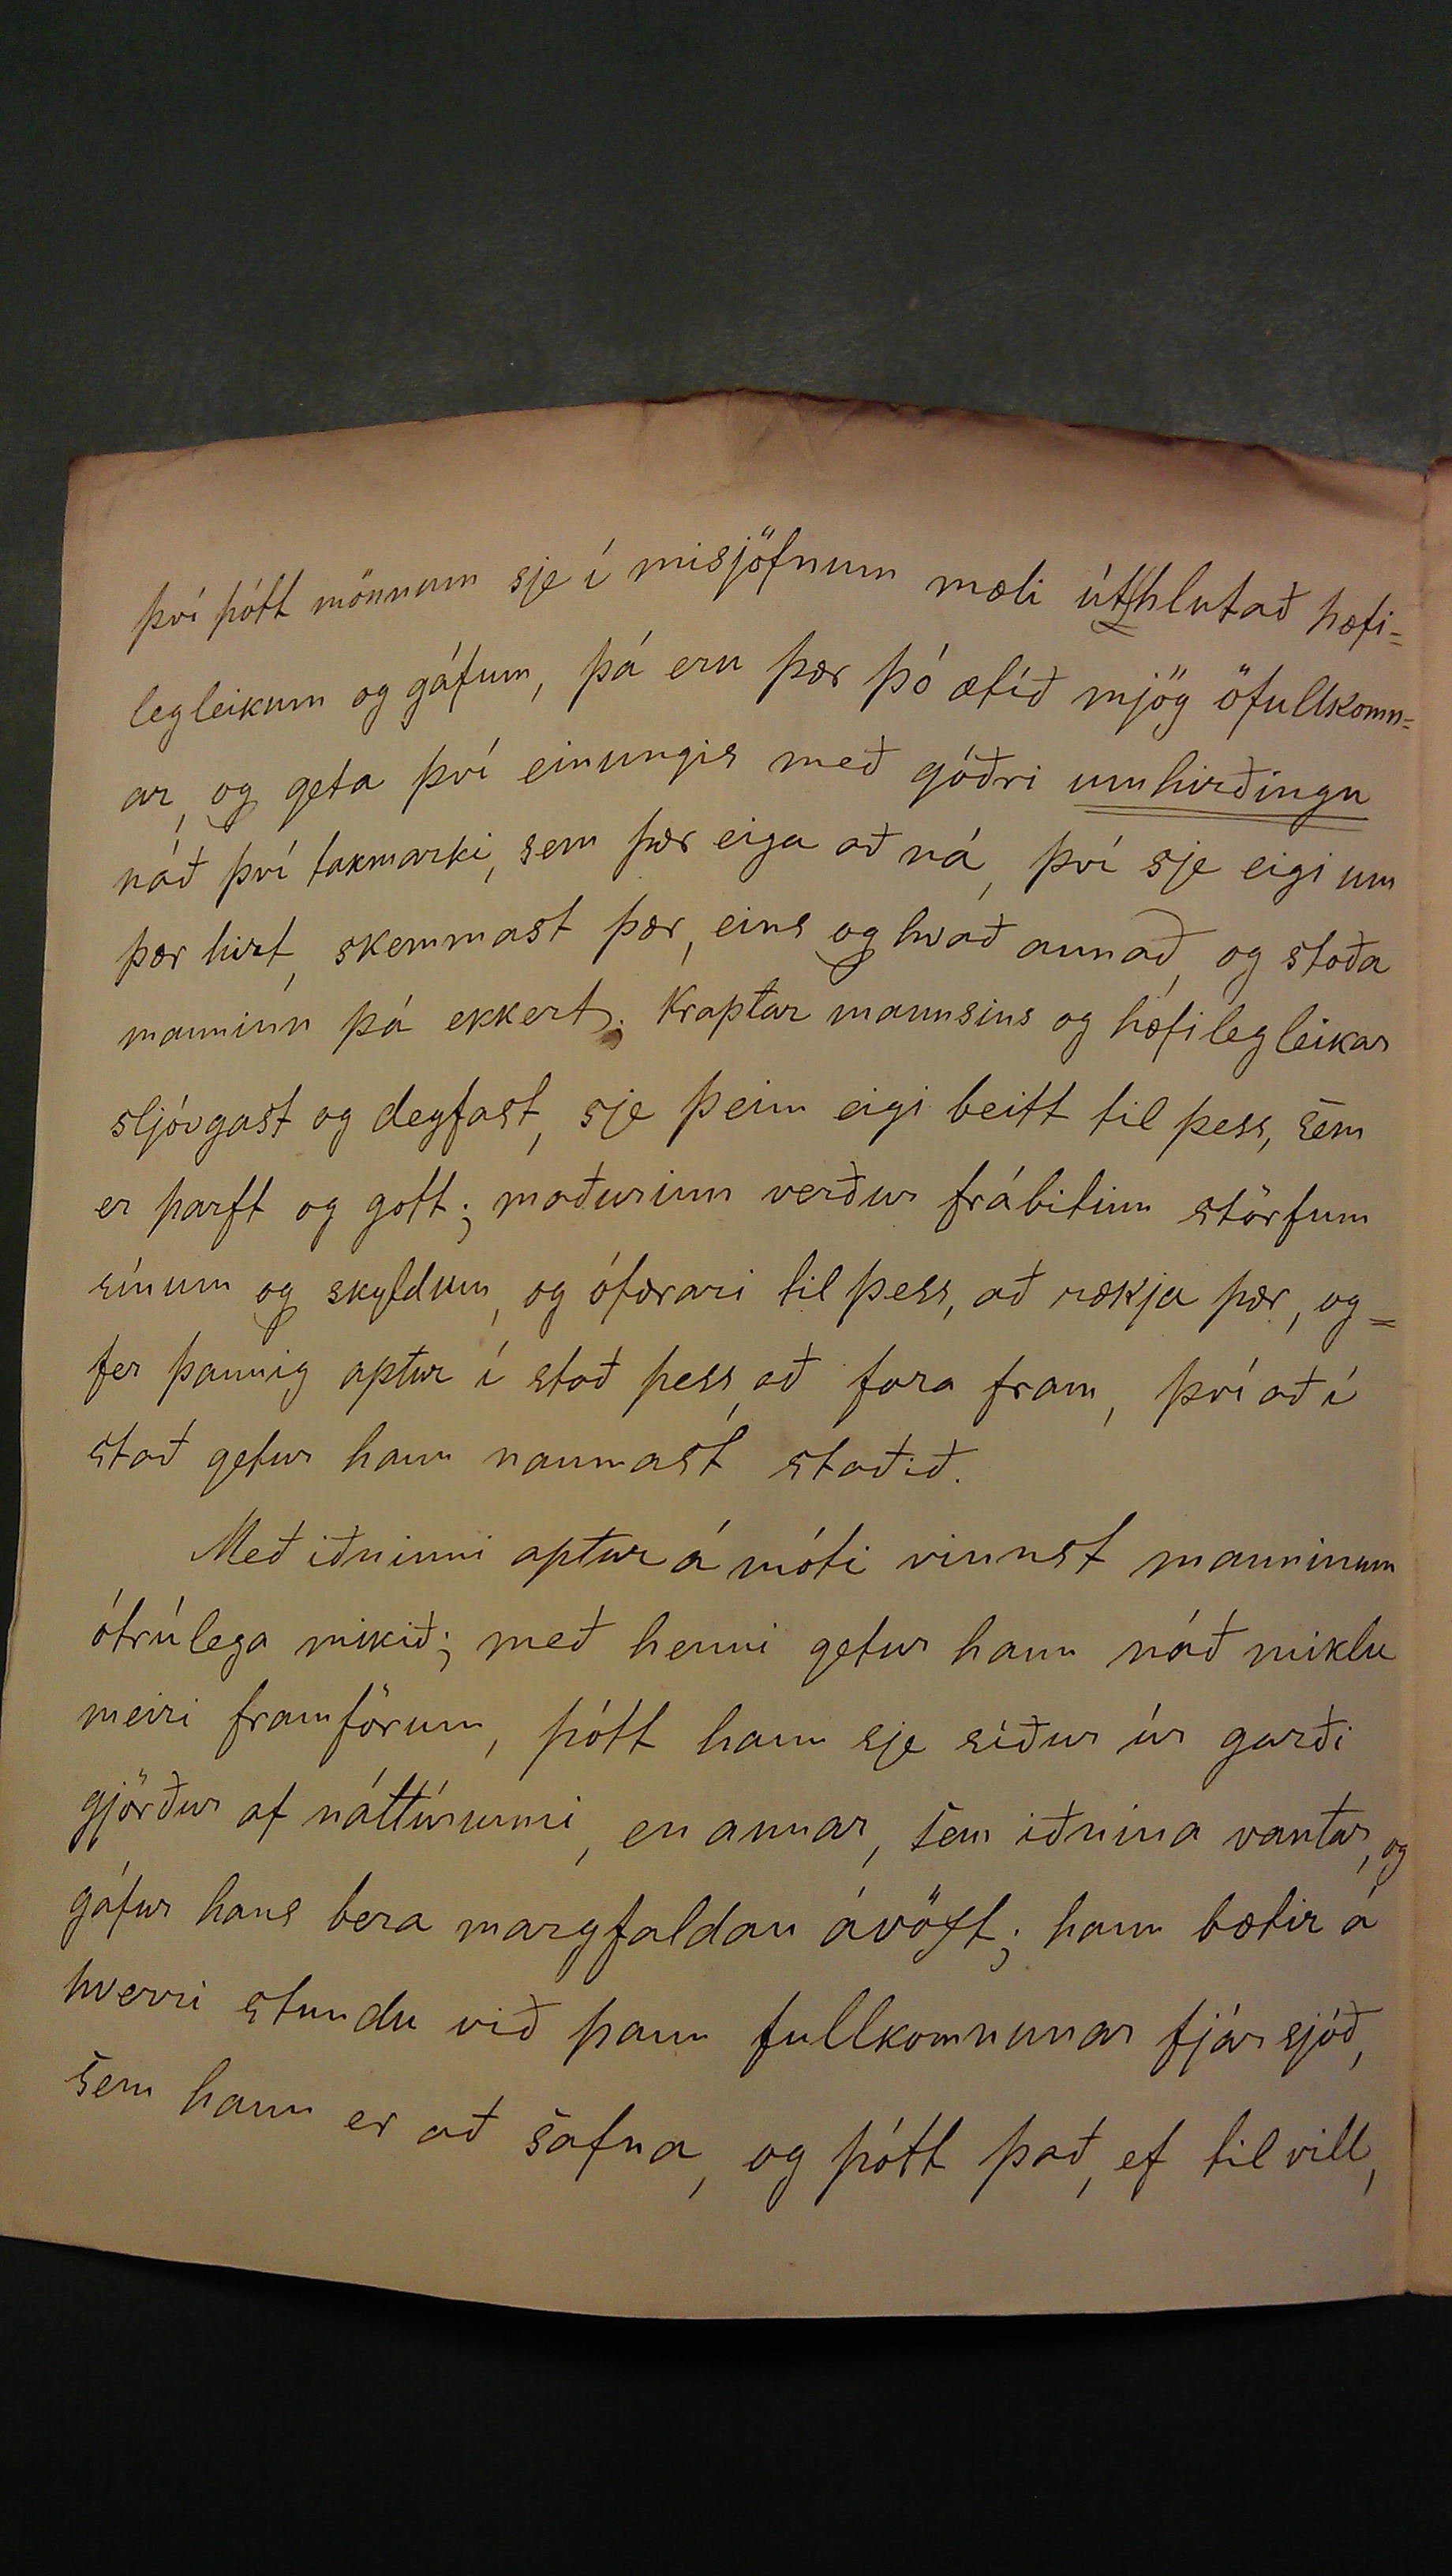 því þótt mönnum sje í misjöfnum mæli úthlutað hæfi=
legleikum og gáfum, þá eru þær þó ætíð mjög ófullkomn=
ar, og geta því einungis með góðri umhirðingu
náð því takmarki, sem þær eiga að ná, því sje eigi um
þær hirt, skemmast þær, eins og hvað annað, og stoða
manninn þá ekkert. Kraptar mannsins og hæfilegleikar
sljóvgast og deyfast, sje þeim eigi beitt til þess, sem
er þarft og gott; maðurinn verður frábitinn störfum
sínum og skyldum, og ófærari til þess, að rækja þær, og=
fer þannig aptur í stað þess, að fara fram, því að í
stað getur hann naumast staðið.
Með iðninni aptur á móti vinnst manninum
ótrúlega mikið; með henni getur hann náð miklu
meiri framförum, þótt hann sje síður úr garði
gjörður af náttúrunni, en annar, sem iðnina vantar, og
gáfur hans bera margfaldan ávöxt; hann bætir á
hverri stundu við þann fullkomnunar fjársjóð,
sem hann er að safna, og þótt það, ef til vill,